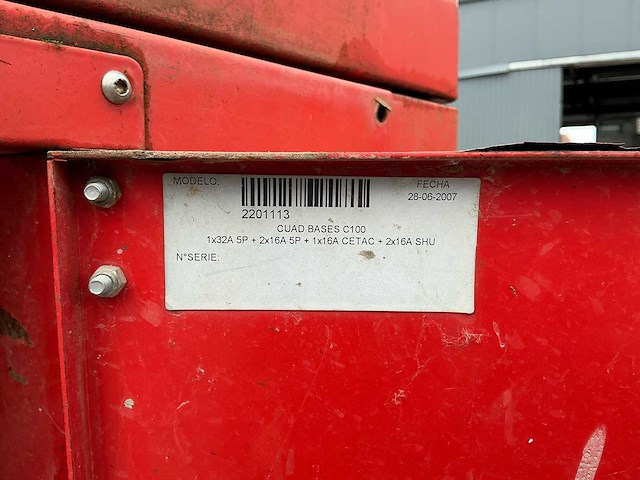 MODELO: FECHA
28-06-2007
2201113
CUAD BASES C100
1x32A 5P + 2x16A 5P + 1x16A CETAC + 2x16A SHU
N°SERIE: